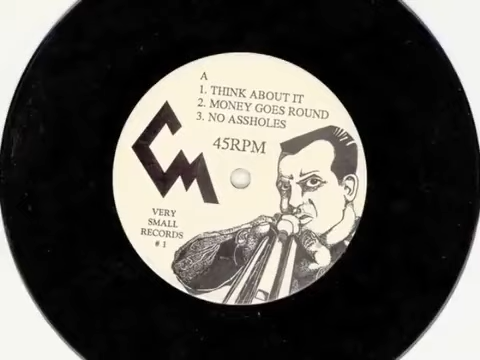 A
1. THINK ABOUT IT
2. MONEY GOES ROUND
3. NO ASSHOLES
45RPM
CM
VERY
SMALL
RECORDS
# 1